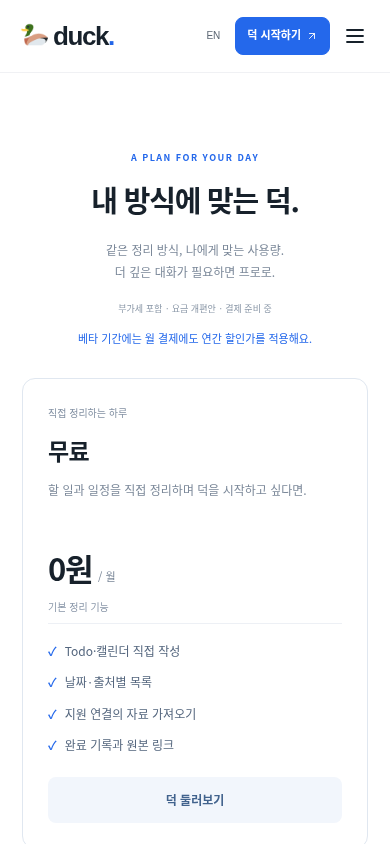 duck.
EN
덕 시작하기
A PLAN FOR YOUR DAY
내 방식에 맞는 덕.
같은 정리 방식, 나에게 맞는 사용량.
더 깊은 대화가 필요하면 프로로.
부가세 포함 · 요금 개편안 · 결제 준비 중
베타 기간에는 월 결제에도 연간 할인가를 적용해요.
직접 정리하는 하루
무료
할 일과 일정을 직접 정리하며 덕을 시작하고 싶다면.
0원 / 월
기본 정리 기능
✓ Todo·캘린더 직접 작성
✓ 날짜·출처별 목록
✓ 지원 연결의 자료 가져오기
✓ 완료 기록과 원본 링크
덕 둘러보기